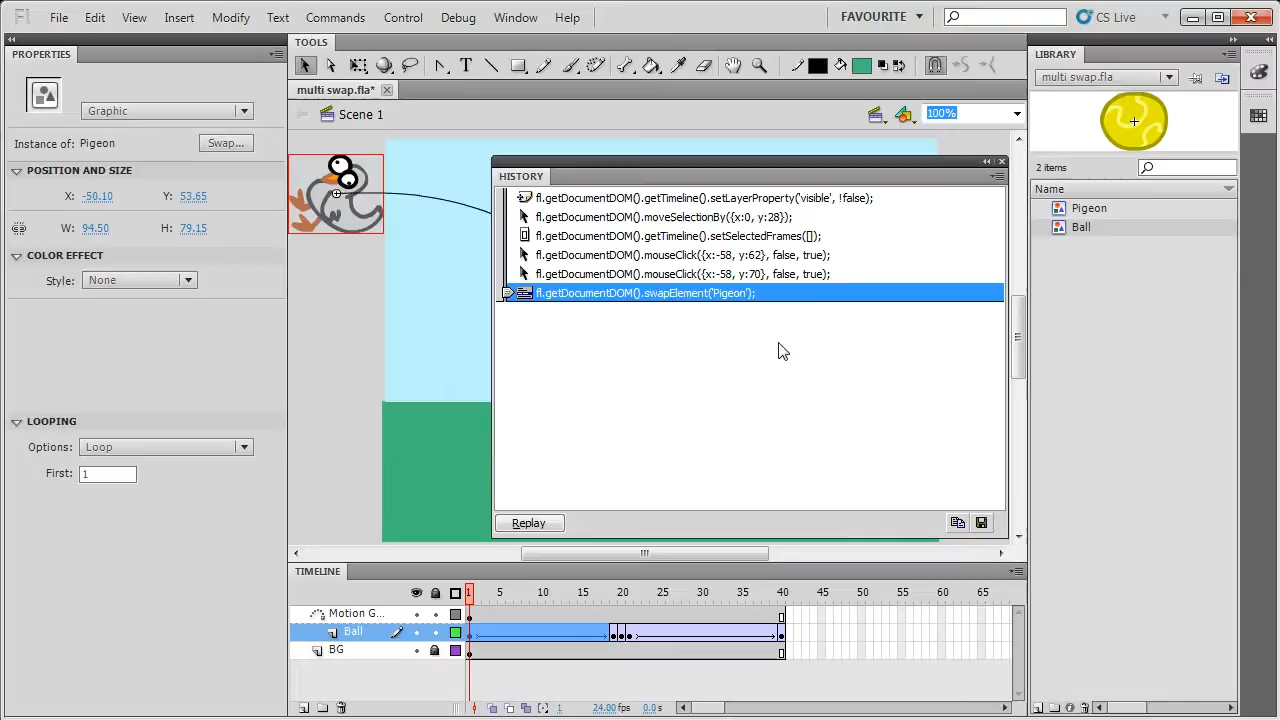 Fl File Edit View Insert Modify Text Commands Control Debug Window Help FAVOURITE CS Live
PROPERTIES
Graphic
Instance of: Pigeon Swap...
POSITION AND SIZE
X: -50.10 Y: 53.65
W: 94.50 H: 79.15
COLOR EFFECT
Style: None
LOOPING
Options: Loop
First: 1
TOOLS
multi swap.fla*
Scene 1 100%
HISTORY
fl.getDocumentDOM().getTimeline().setLayerProperty('visible', !false);
fl.getDocumentDOM().moveSelectionBy({x:0, y:28});
fl.getDocumentDOM().getTimeline().setSelectedFrames([]);
fl.getDocumentDOM().mouseClick({x:-58, y:62}, false, true);
fl.getDocumentDOM().mouseClick({x:-58, y:70}, false, true);
fl.getDocumentDOM().swapElement('Pigeon');
Replay
TIMELINE
1 5 10 15 20 25 30 35 40 45 50 55 60 65
Motion G...
Ball
BG
1 24.00 fps 0.0 s
LIBRARY
multi swap.fla
2 items
Name
Pigeon
Ball